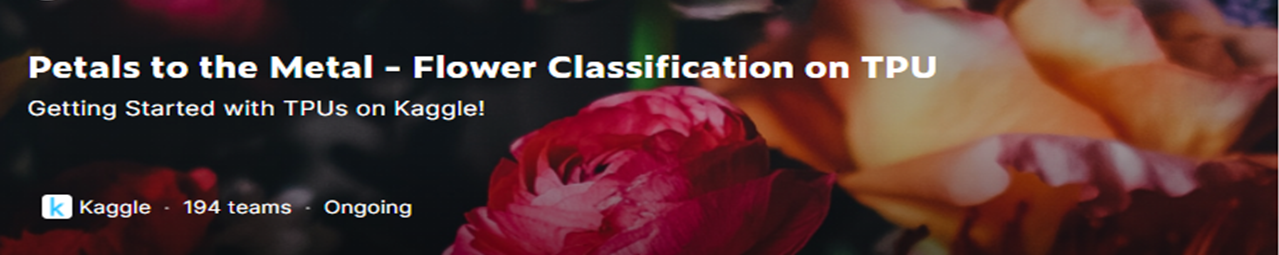 Petals to the Metal - Flower Classification on TPU
Getting Started with TPUs on Kaggle!
k Kaggle · 194 teams · Ongoing